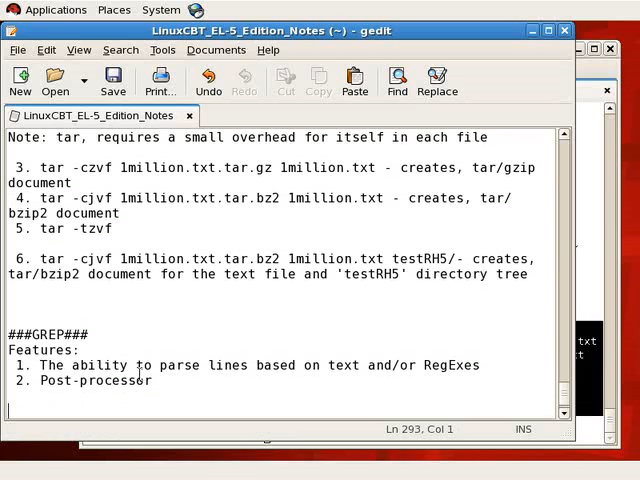 Applications Places System
LinuxCBT_EL-5_Edition_Notes (~) - gedit
File Edit View Search Tools Documents Help
New Open Save Print... Undo Redo Cut Copy Paste Find Replace
LinuxCBT_EL-5_Edition_Notes
Note: tar, requires a small overhead for itself in each file
3. tar -czvf 1million.txt.tar.gz 1million.txt - creates, tar/gzip
document
4. tar -cjvf 1million.txt.tar.bz2 1million.txt - creates, tar/
bzip2 document
5. tar -tzvf
6. tar -cjvf 1million.txt.tar.bz2 1million.txt testRH5/- creates,
tar/bzip2 document for the text file and 'testRH5' directory tree
###GREP###
Features:
1. The ability to parse lines based on text and/or RegExes
2. Post-processor
txt
Ln 293, Col 1 INS